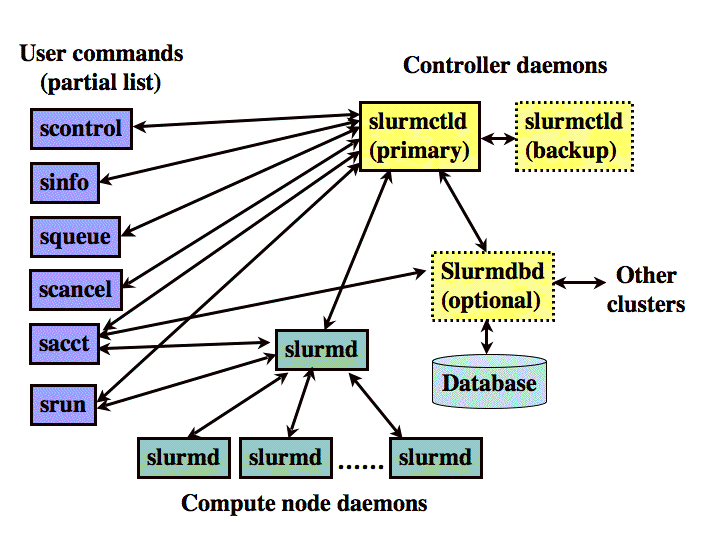 User commands
(partial list)
Controller daemons
scontrol
slurmctld
(primary)
slurmctld
(backup)
sinfo
squeue
scancel
Slurmdbd
(optional)
Other
clusters
sacct
slurmd
srun
Database
slurmd
slurmd
......
slurmd
Compute node daemons